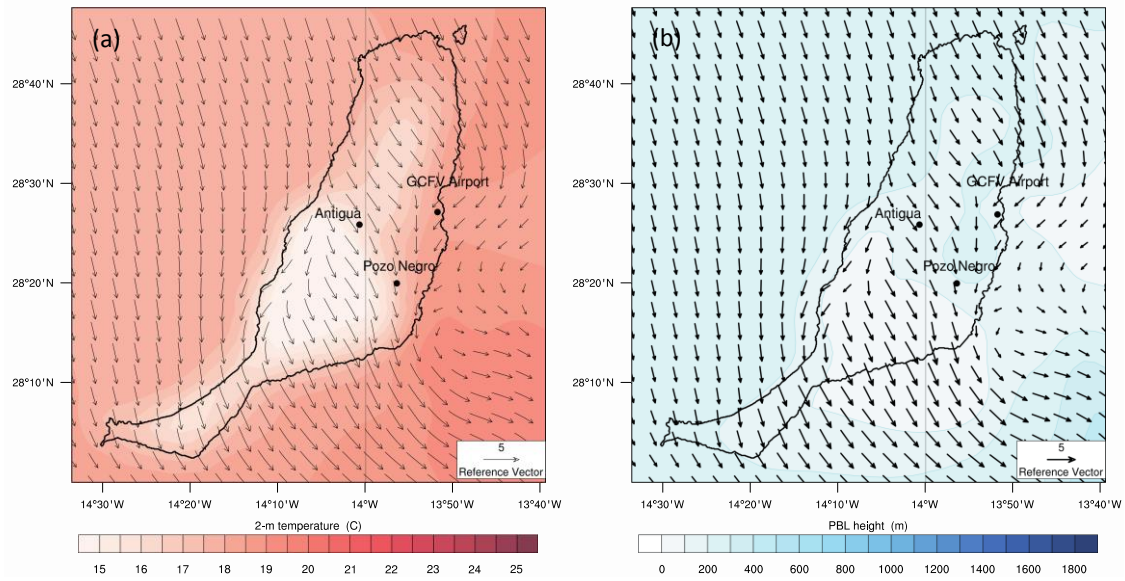 (a)
28°40'N
28°30'N
28°20'N
28°10'N
GCFV Airport
Antigua
Pozo Negro
5
Reference Vector
14°30'W 14°20'W 14°10'W 14°W 13°50'W 13°40'W
2-m temperature (C)
15 16 17 18 19 20 21 22 23 24 25
(b)
28°40'N
28°30'N
28°20'N
28°10'N
GCFV Airport
Antigua
Pozo Negro
5
Reference Vector
14°30'W 14°20'W 14°10'W 14°W 13°50'W 13°40'W
PBL height (m)
0 200 400 600 800 1000 1200 1400 1600 1800